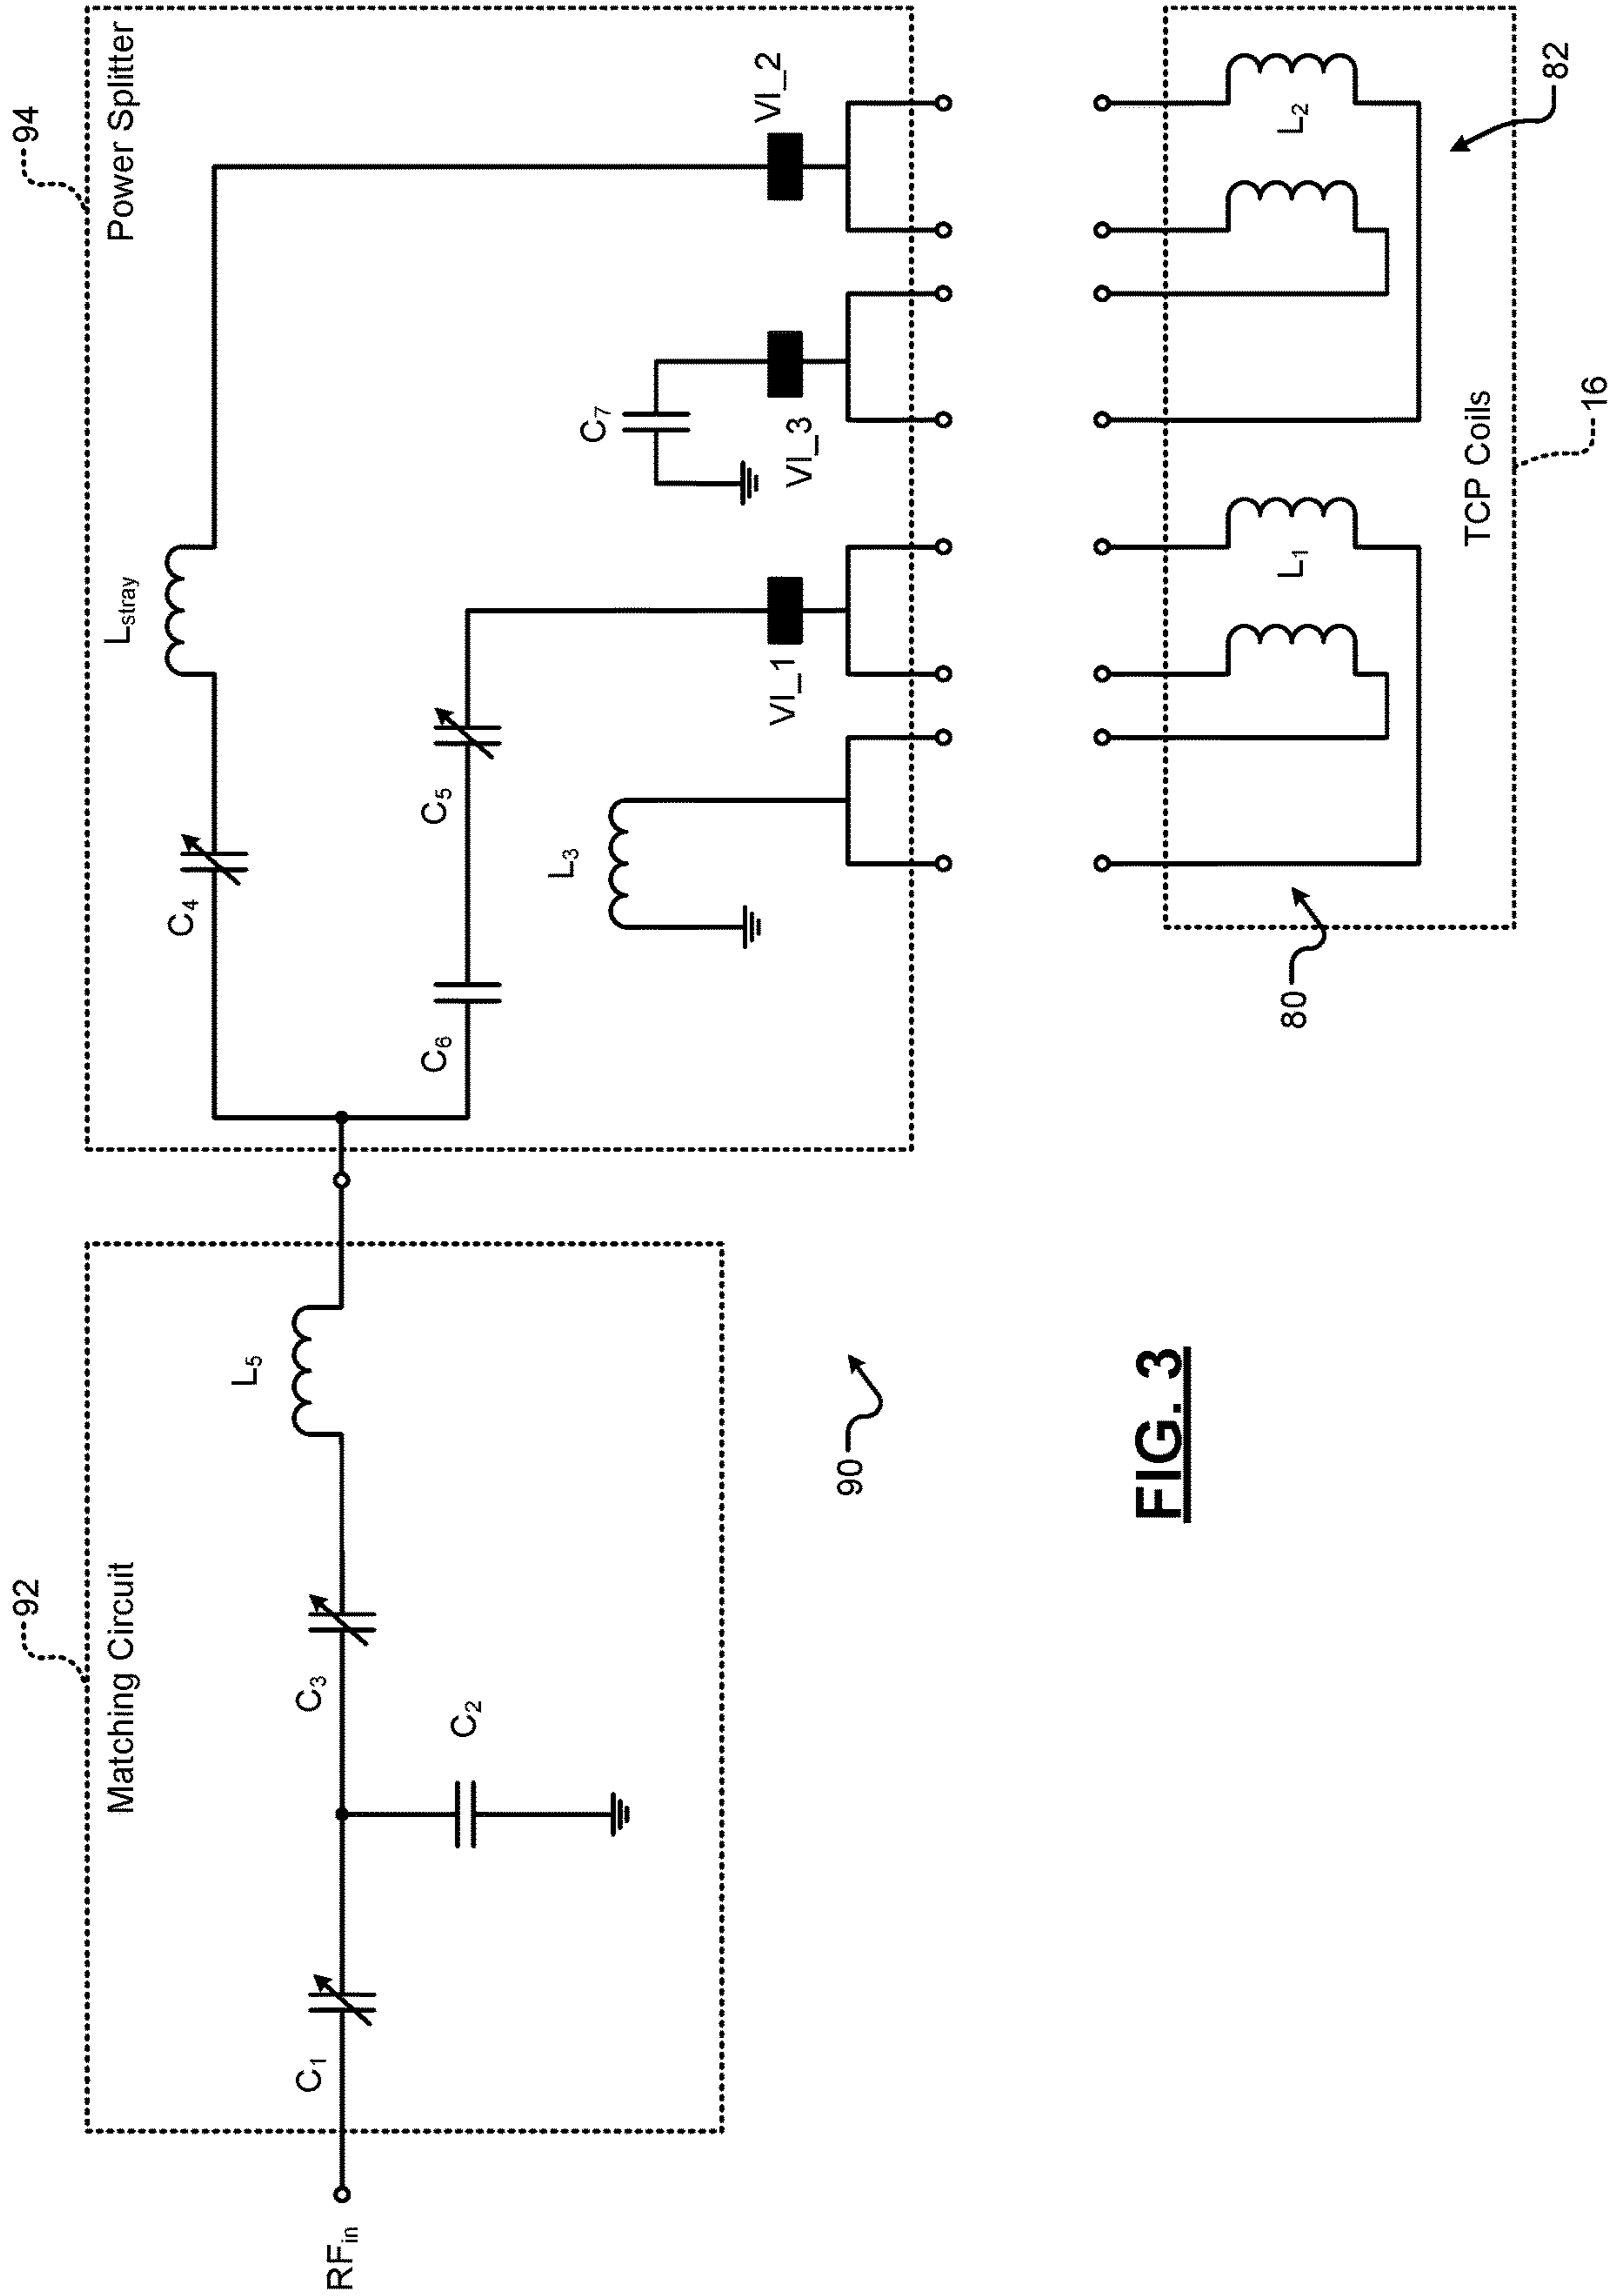 92
Matching Circuit
RFin
C1
C2
C3
L5
94
Power Splitter
C4
Lstray
C6
C5
L3
C7
VI_1
VI_3
VI_2
90
80
L1
L2
82
TCP Coils
16
FIG. 3